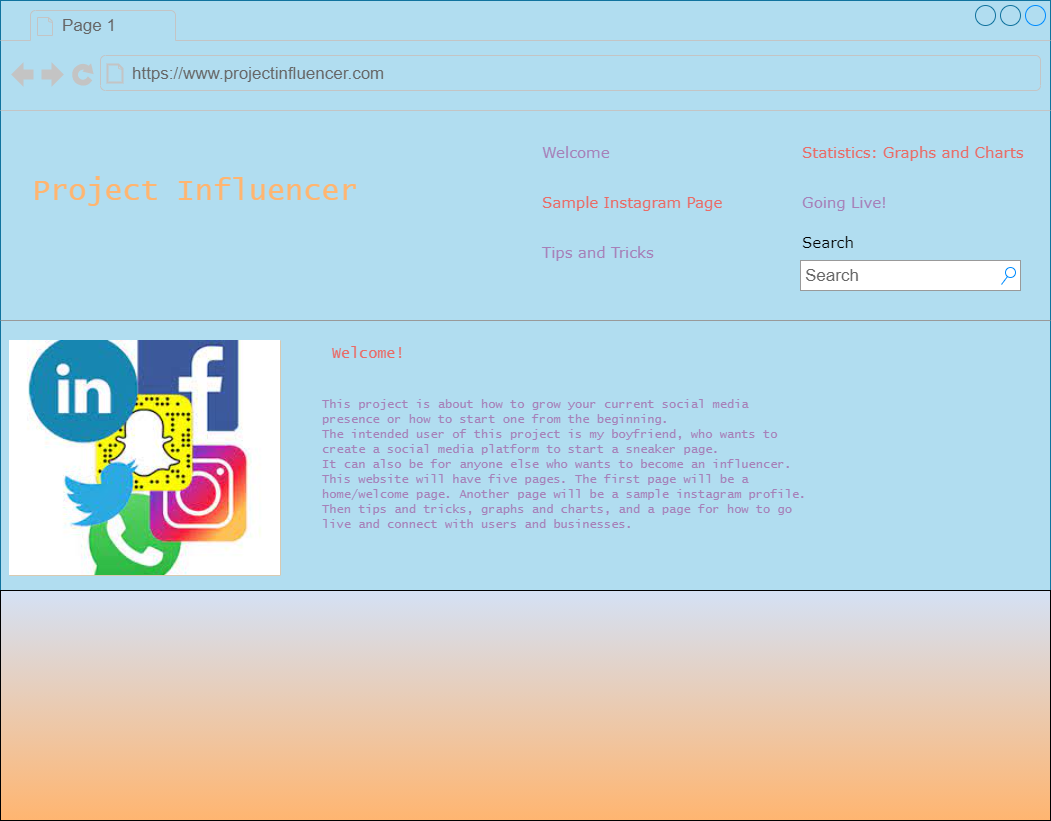 Page 1
https://www.projectinfluencer.com
Project Influencer
Welcome
Sample Instagram Page
Tips and Tricks
Statistics: Graphs and Charts
Going Live!
Search
Search
in
f
Welcome!
This project is about how to grow your current social media
presence or how to start one from the beginning.
The intended user of this project is my boyfriend, who wants to
create a social media platform to start a sneaker page.
It can also be for anyone else who wants to become an influencer.
This website will have five pages. The first page will be a
home/welcome page. Another page will be a sample instagram profile.
Then tips and tricks, graphs and charts, and a page for how to go
live and connect with users and businesses.